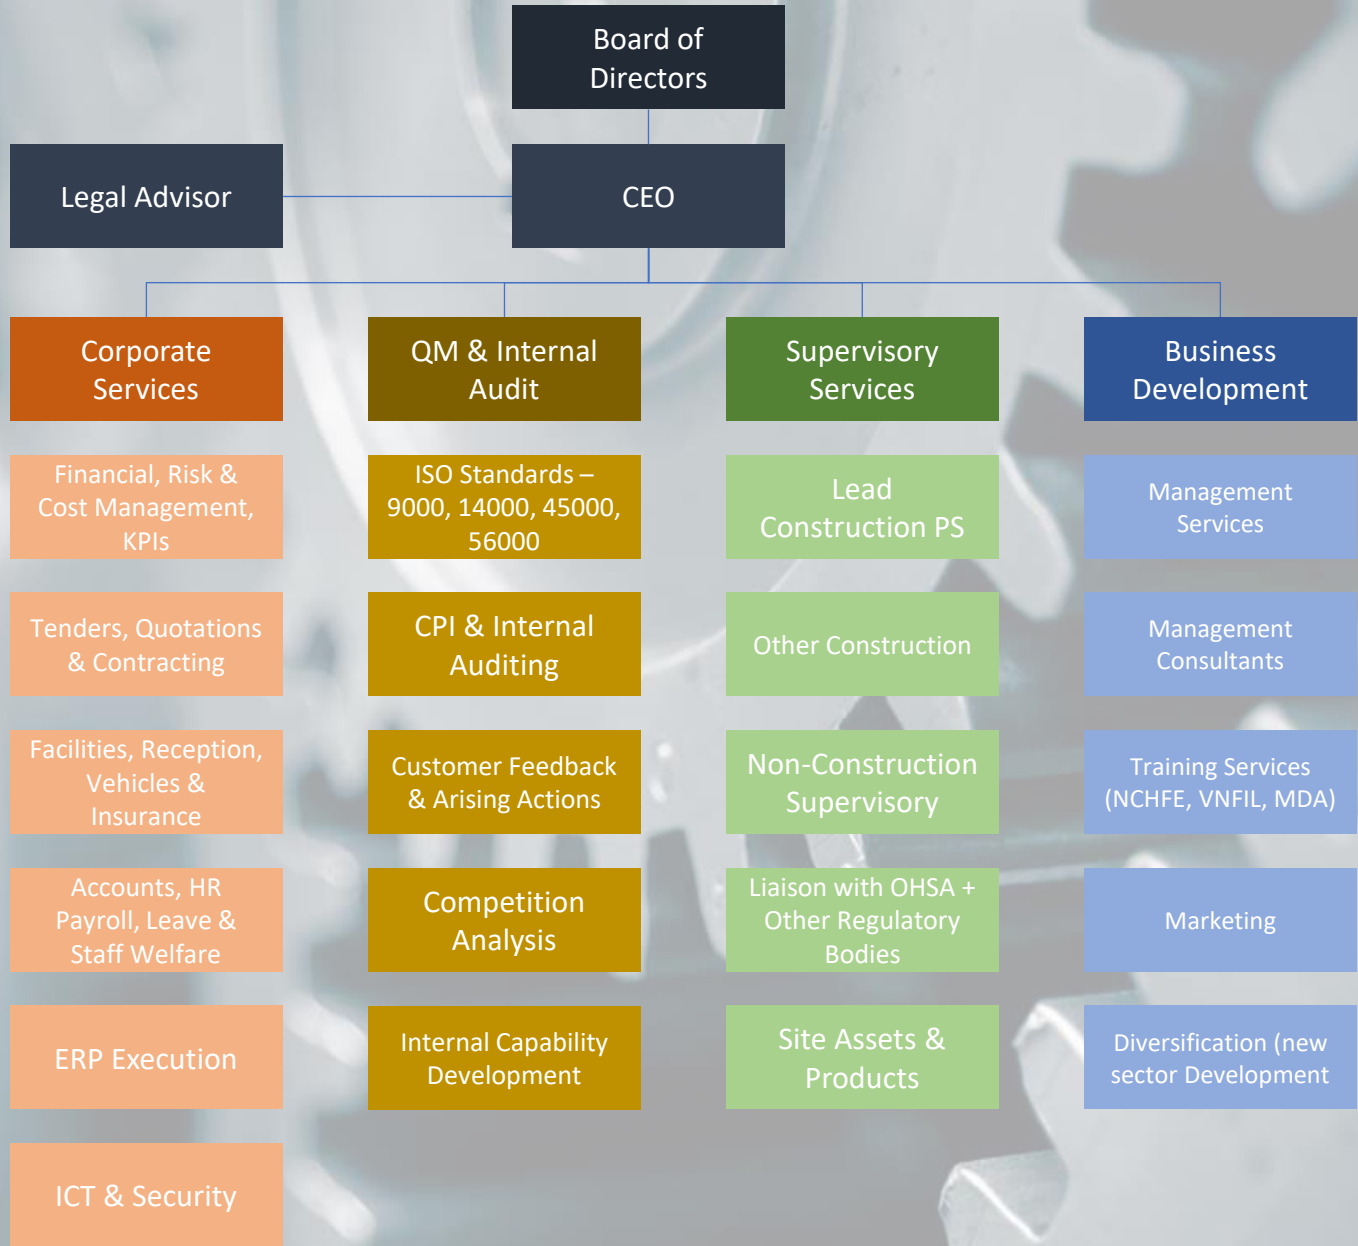 Board of
Directors
Legal Advisor
CEO
Corporate
Services
QM & Internal
Audit
Supervisory
Services
Business
Development
Financial, Risk &
Cost Management,
KPIs
ISO Standards –
9000, 14000, 45000,
56000
Lead
Construction PS
Management
Services
Tenders, Quotations
& Contracting
CPI & Internal
Auditing
Other Construction
Management
Consultants
Facilities, Reception,
Vehicles &
Insurance
Customer Feedback
& Arising Actions
Non-Construction
Supervisory
Training Services
(NCHFE, VNFIL, MDA)
Accounts, HR
Payroll, Leave &
Staff Welfare
Competition
Analysis
Liaison with OHSA +
Other Regulatory
Bodies
Marketing
ERP Execution
Internal Capability
Development
Site Assets &
Products
Diversification (new
sector Development
ICT & Security